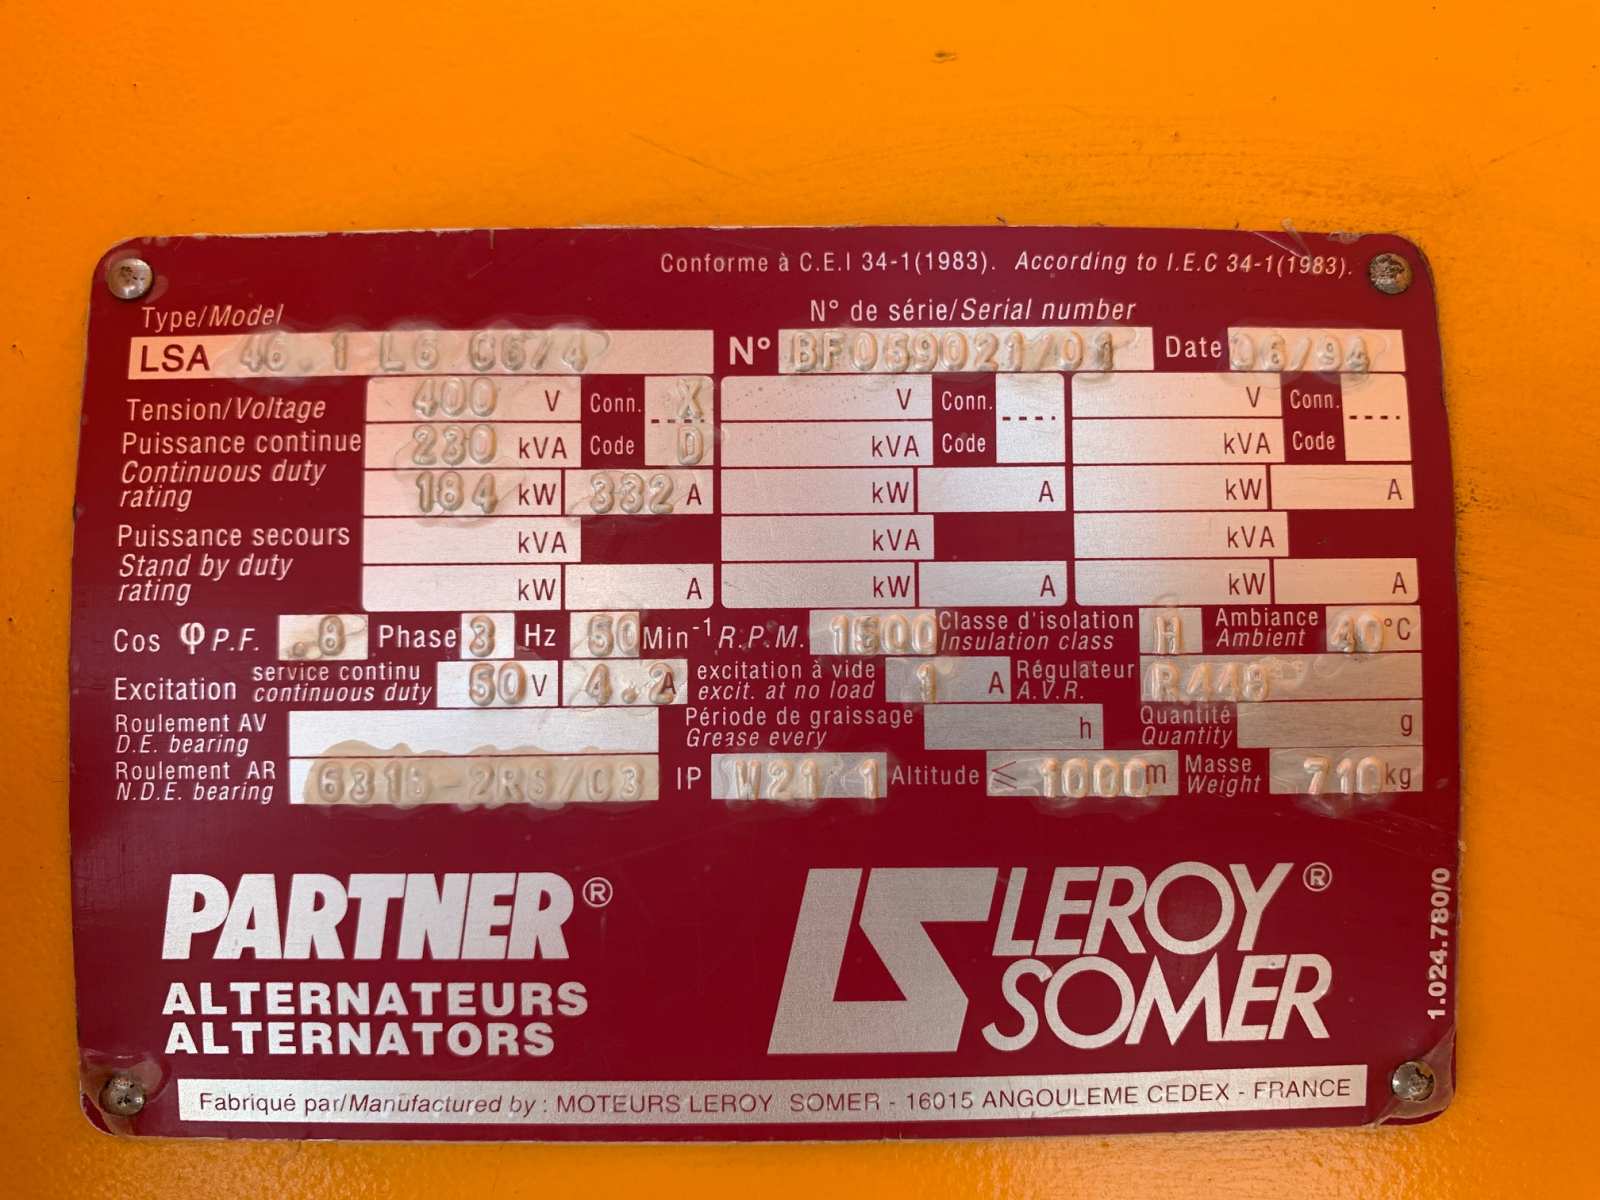 Conforme à C.E.I 34-1(1983). According to I.E.C 34-1(1983).
Type/Model N° de série/Serial number
LSA 46.1 L6 C6/4 N° BF059021/01 Date 06/94
Tension/Voltage 400 V Conn. X V Conn. V Conn.
Puissance continue 230 kVA Code D kVA Code kVA Code
Continuous duty
rating 184 kW 332 A kW A kW A
Puissance secours kVA kVA kVA
Stand by duty
rating kW A kW A kW A
Cos φ P.F. .8 Phase 3 Hz 50 Min-1 R.P.M. 1500 Classe d'isolation H Ambiance 40°C
Insulation class Ambient
Excitation service continu 50 V 4.2 A excitation à vide 1 A Régulateur R448
continuous duty excit. at no load A.V.R.
Roulement AV Période de graissage h Quantité g
D.E. bearing Grease every Quantity
Roulement AR 6315-2RS/C3 IP W21 1 Altitude ≤ 1000m Masse 710 kg
N.D.E. bearing Weight
PARTNER®
ALTERNATEURS
ALTERNATORS
LS LEROY®
SOMER
1.024.780/0
Fabriqué par/Manufactured by : MOTEURS LEROY SOMER - 16015 ANGOULEME CEDEX - FRANCE